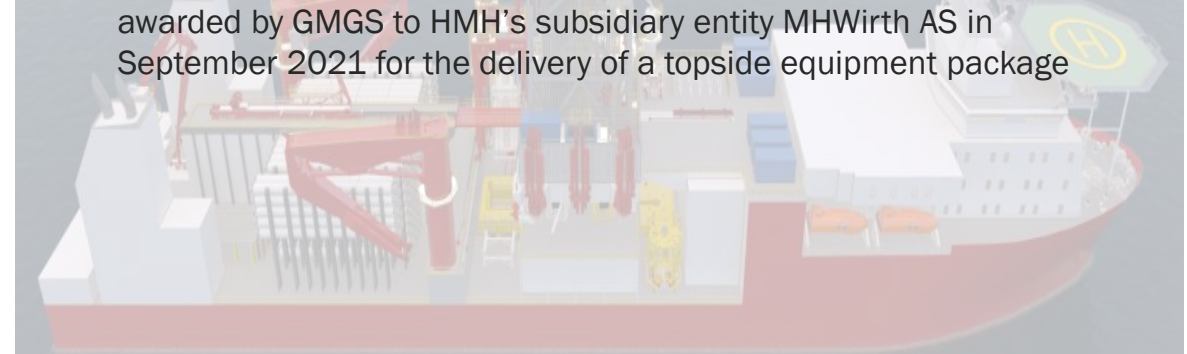 awarded by GMGS to HMH’s subsidiary entity MHWirth AS in
September 2021 for the delivery of a topside equipment package
H